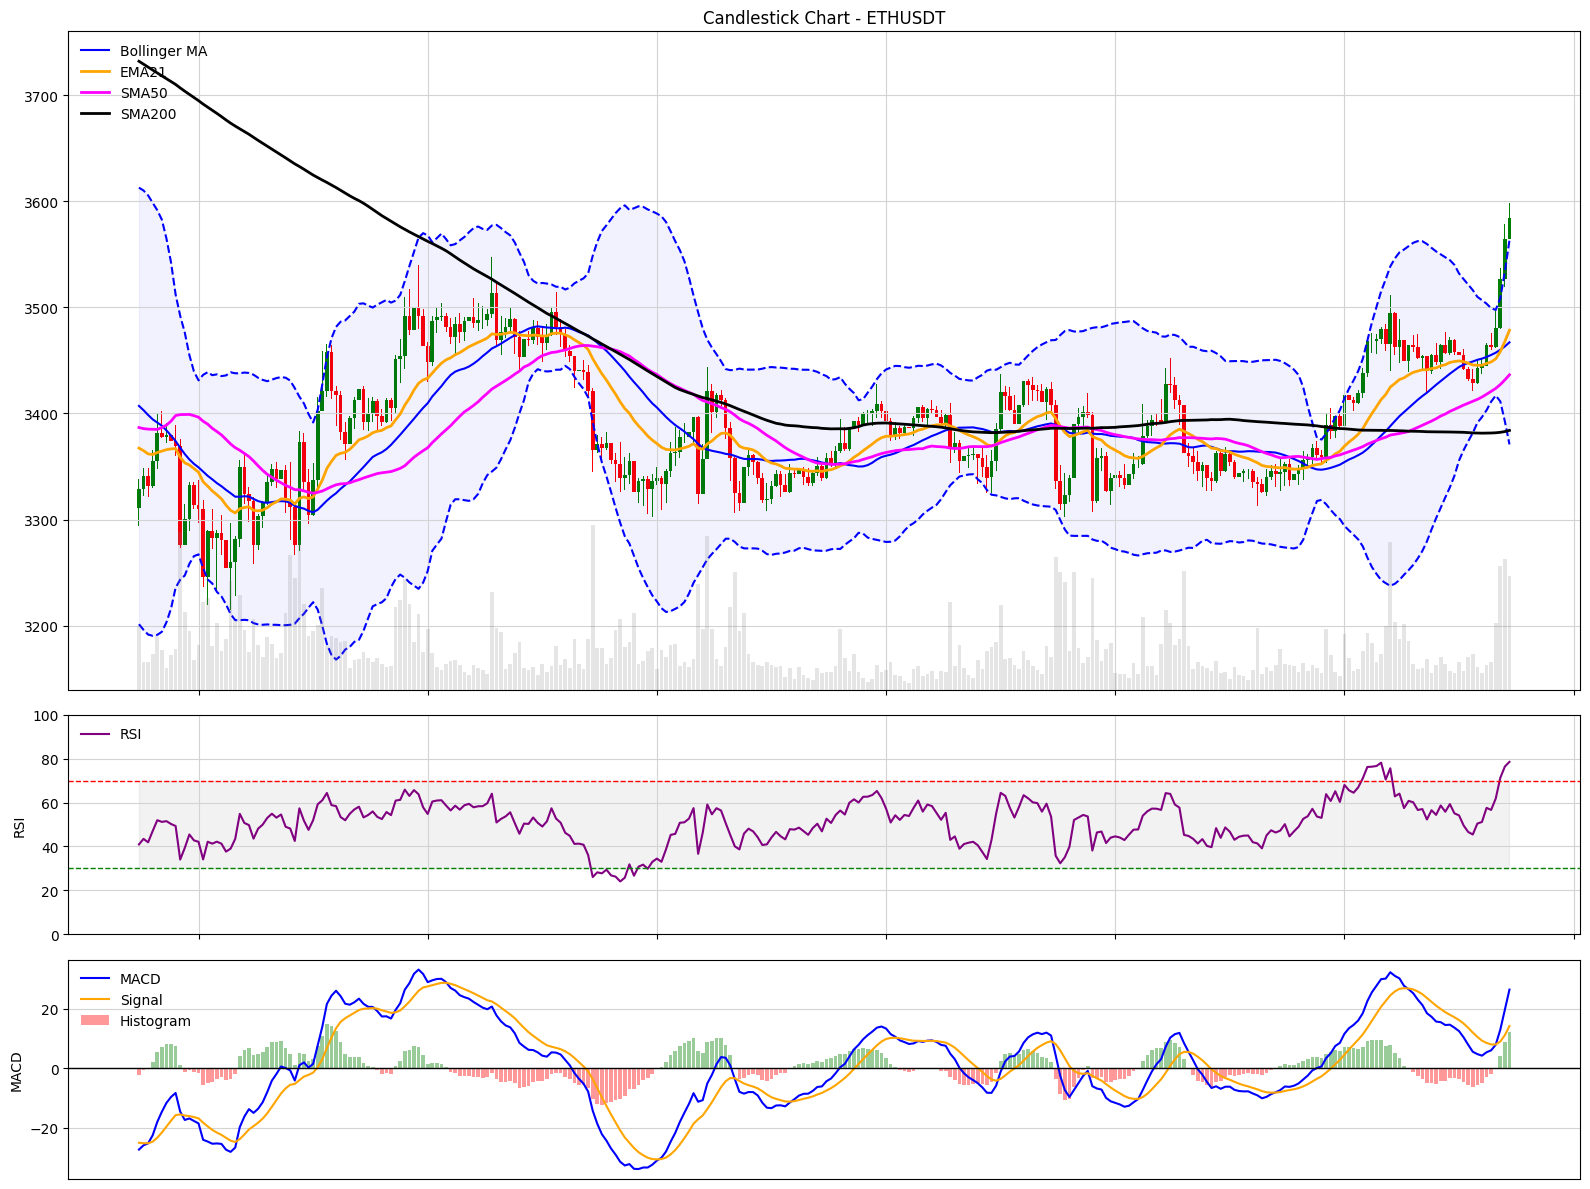 Candlestick Chart - ETHUSDT
Bollinger MA
EMA21
SMA50
SMA200
3700
3600
3500
3400
3300
3200
RSI
100
80
60
40
20
0
RSI
MACD
Signal
Histogram
20
0
−20
MACD